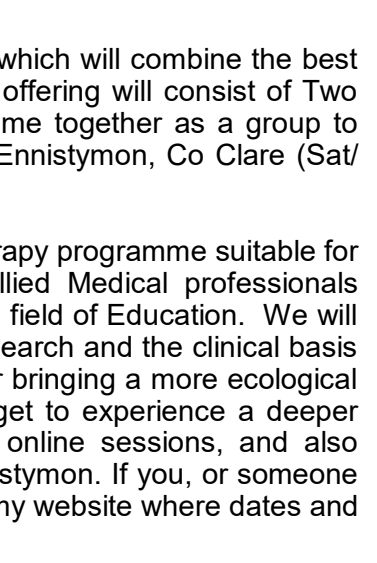 which will combine the best
offering will consist of Two
me together as a group to
Ennistymon, Co Clare (Sat/
rapy programme suitable for
llied Medical professionals
field of Education. We will
earch and the clinical basis
r bringing a more ecological
get to experience a deeper
online sessions, and also
stymon. If you, or someone
my website where dates and